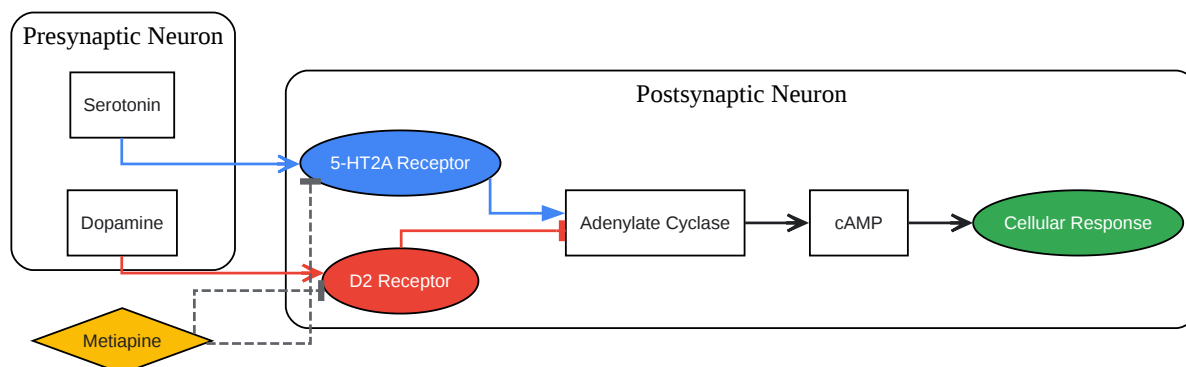 Presynaptic Neuron
Serotonin
Dopamine
Metiapine
Postsynaptic Neuron
5-HT2A Receptor
D2 Receptor
Adenylate Cyclase
cAMP
Cellular Response